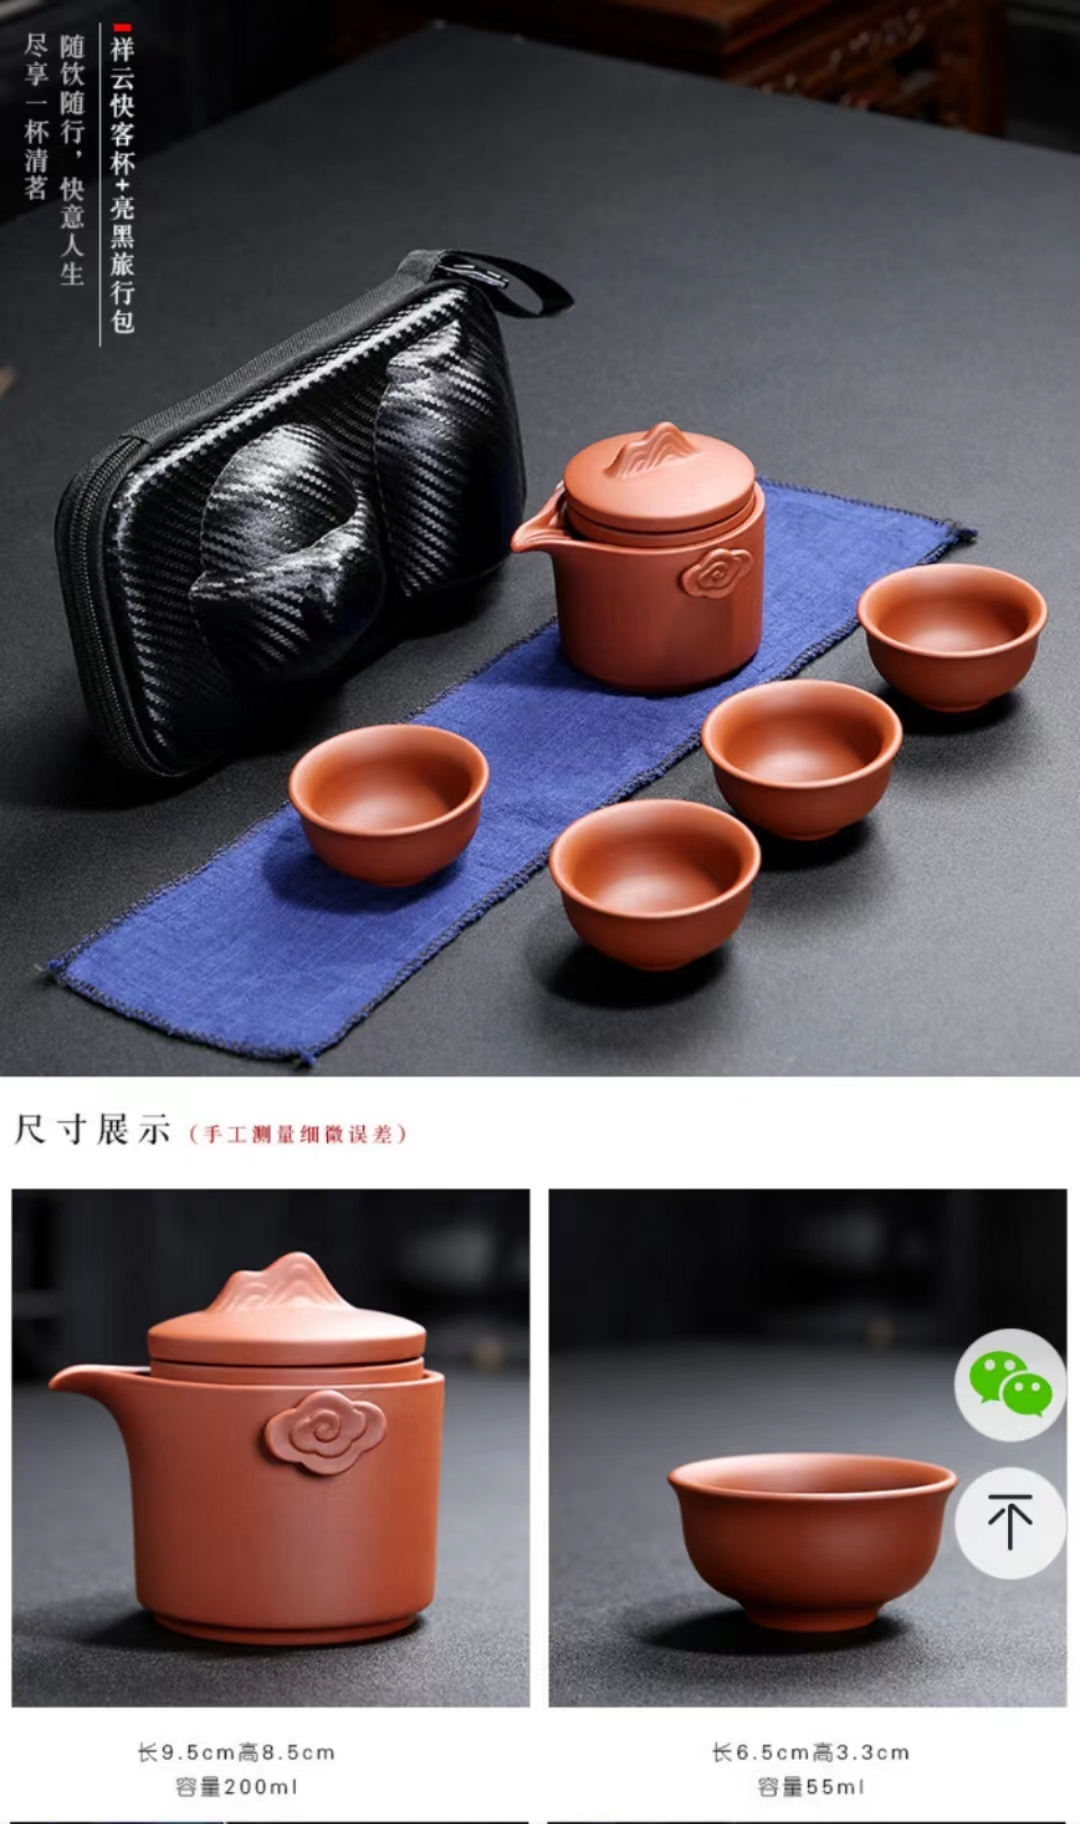 祥云快客杯+亮黑旅行包
随饮随行，快意人生
尽享一杯清茗
尺寸展示（手工测量细微误差）
长9.5cm高8.5cm
容量200ml
长6.5cm高3.3cm
容量55ml